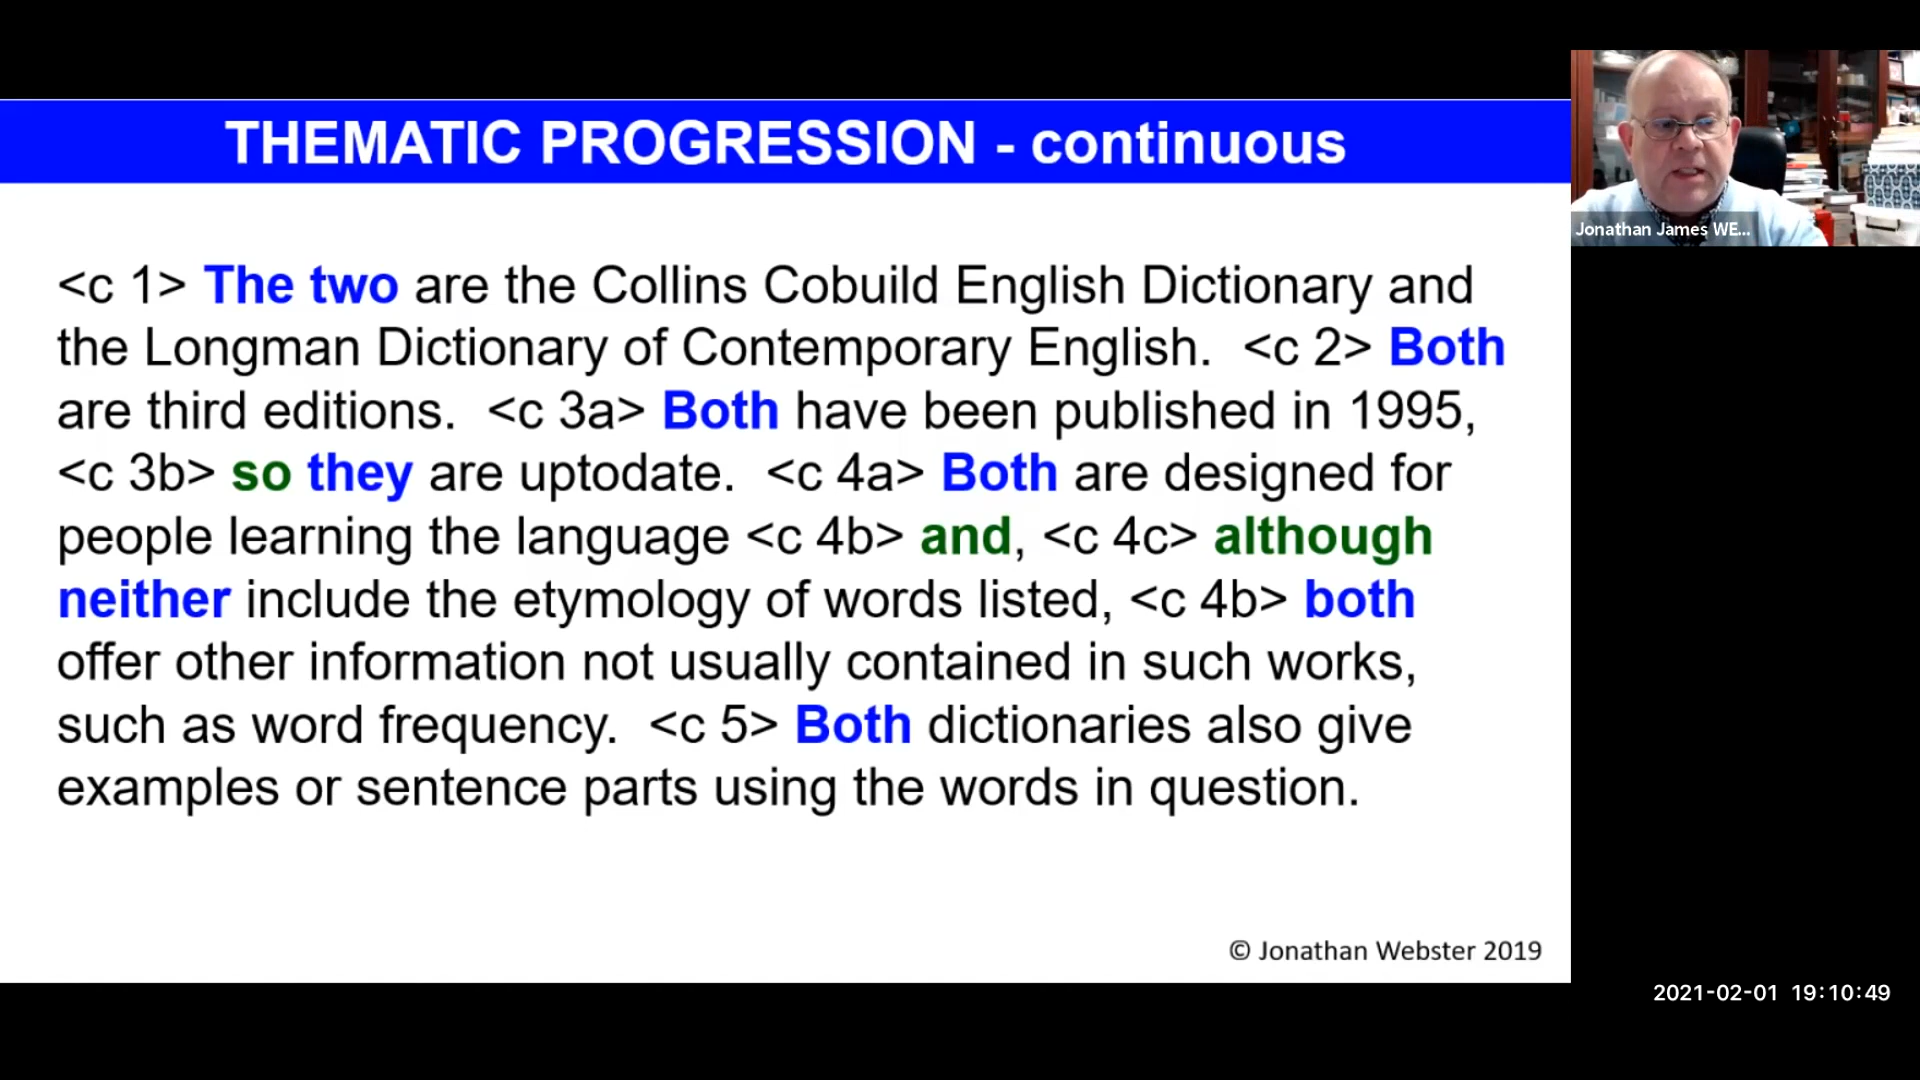 THEMATIC PROGRESSION - continuous
<c 1> The two are the Collins Cobuild English Dictionary and
the Longman Dictionary of Contemporary English.  <c 2> Both
are third editions.  <c 3a> Both have been published in 1995,
<c 3b> so they are uptodate.  <c 4a> Both are designed for
people learning the language <c 4b> and, <c 4c> although
neither include the etymology of words listed, <c 4b> both
offer other information not usually contained in such works,
such as word frequency.  <c 5> Both dictionaries also give
examples or sentence parts using the words in question.
© Jonathan Webster 2019
Jonathan James WE...
2021-02-01 19:10:49